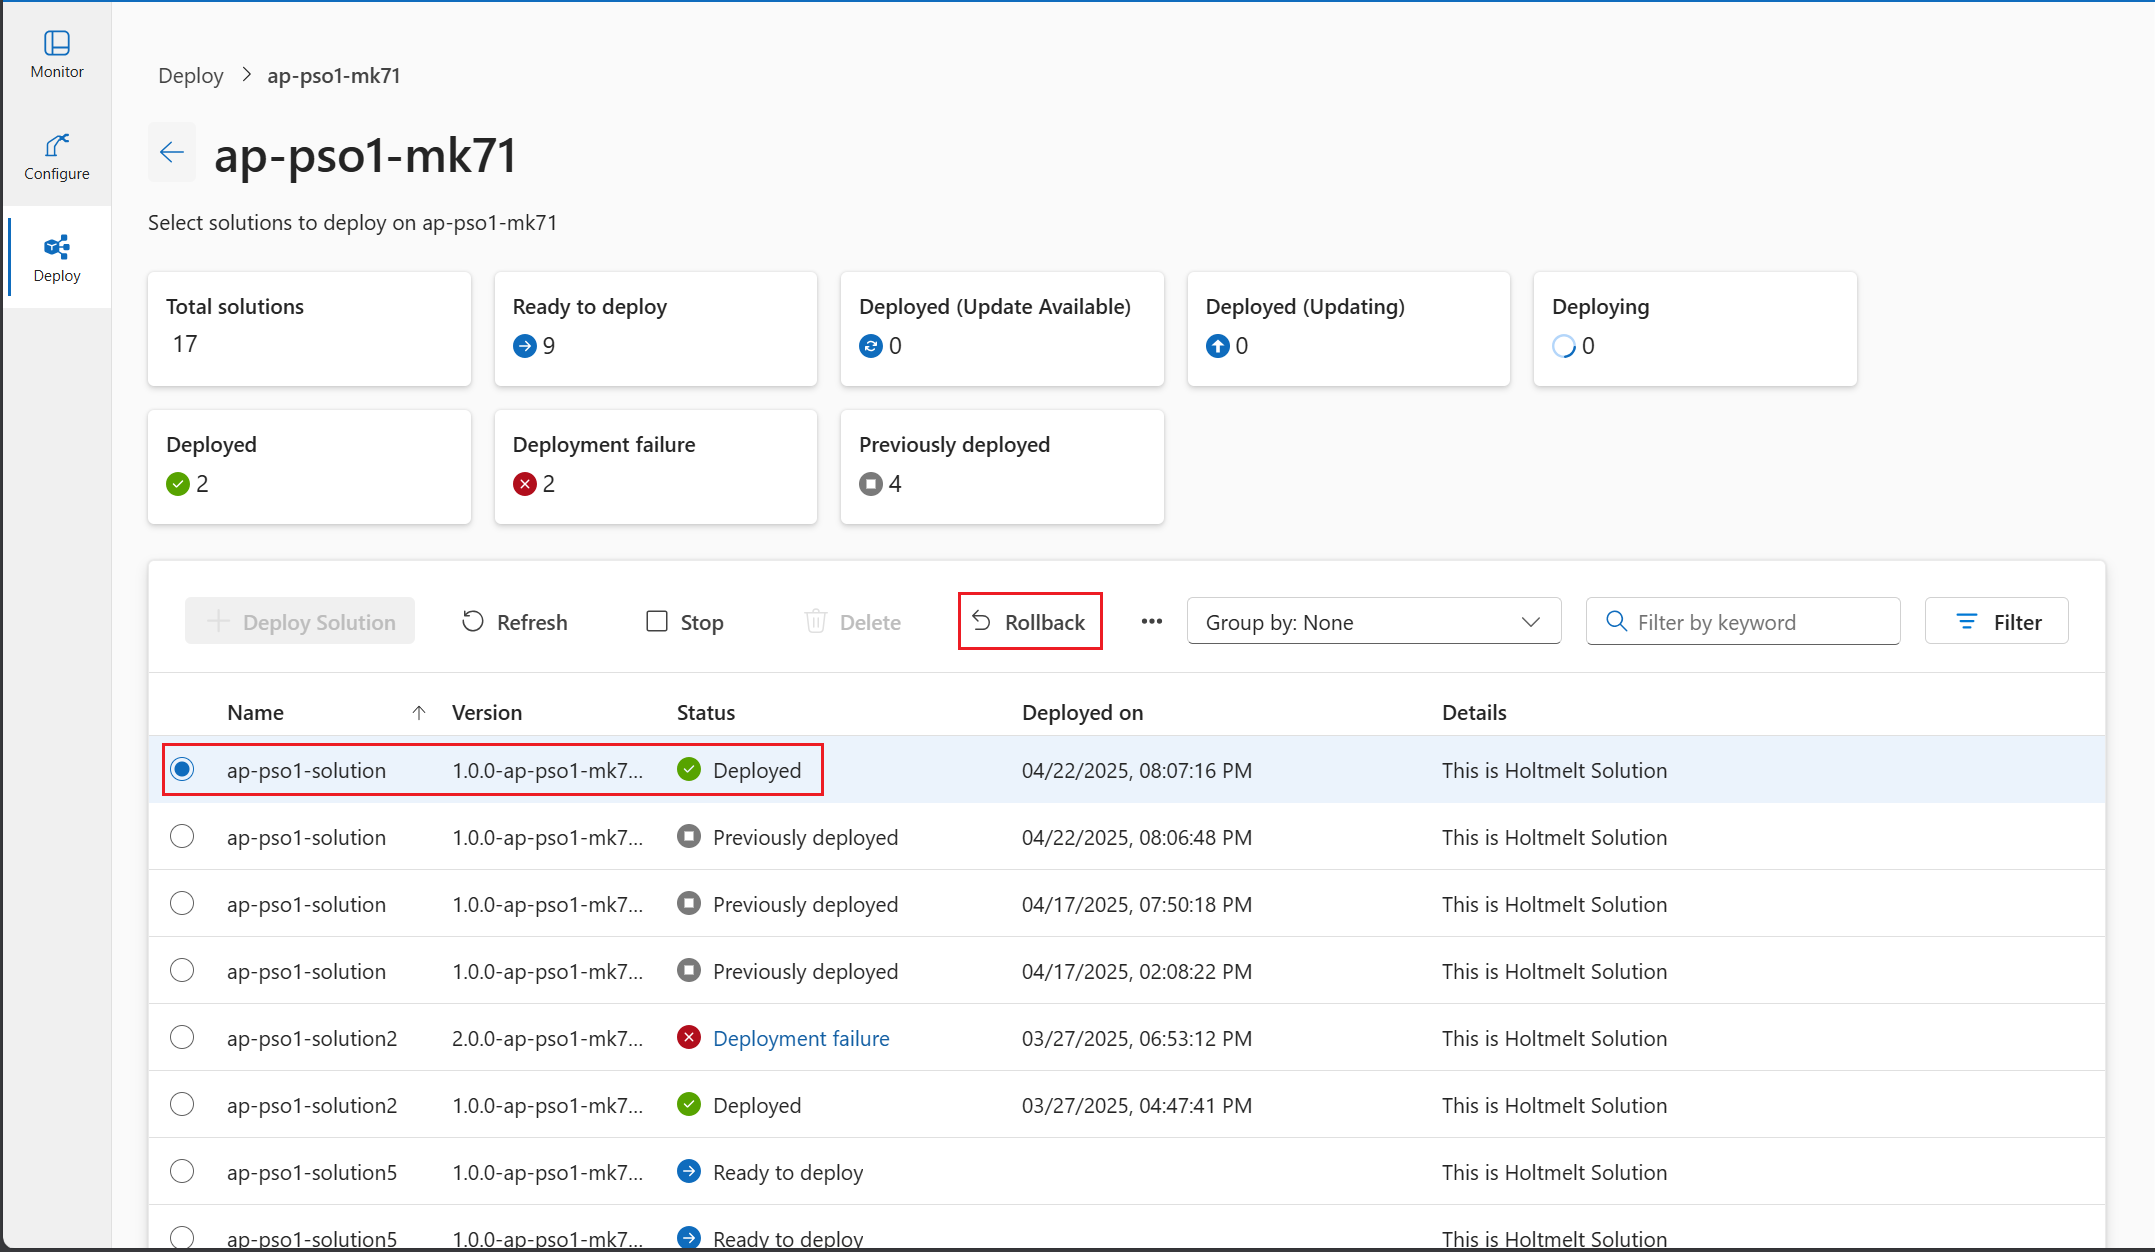 Monitor
Configure
Deploy
Deploy > ap-pso1-mk71
ap-pso1-mk71
Select solutions to deploy on ap-pso1-mk71
Total solutions
17
Ready to deploy
9
Deployed (Update Available)
0
Deployed (Updating)
0
Deploying
0
Deployed
2
Deployment failure
2
Previously deployed
4
Deploy Solution Refresh Stop Delete Rollback ... Group by: None Filter by keyword Filter
Name Version Status Deployed on Details
ap-pso1-solution 1.0.0-ap-pso1-mk7... Deployed 04/22/2025, 08:07:16 PM This is Holtmelt Solution
ap-pso1-solution 1.0.0-ap-pso1-mk7... Previously deployed 04/22/2025, 08:06:48 PM This is Holtmelt Solution
ap-pso1-solution 1.0.0-ap-pso1-mk7... Previously deployed 04/17/2025, 07:50:18 PM This is Holtmelt Solution
ap-pso1-solution 1.0.0-ap-pso1-mk7... Previously deployed 04/17/2025, 02:08:22 PM This is Holtmelt Solution
ap-pso1-solution2 2.0.0-ap-pso1-mk7... Deployment failure 03/27/2025, 06:53:12 PM This is Holtmelt Solution
ap-pso1-solution2 1.0.0-ap-pso1-mk7... Deployed 03/27/2025, 04:47:41 PM This is Holtmelt Solution
ap-pso1-solution5 1.0.0-ap-pso1-mk7... Ready to deploy This is Holtmelt Solution
ap-pso1-solution5 1.0.0-ap-pso1-mk7... Ready to deploy This is Holtmelt Solution